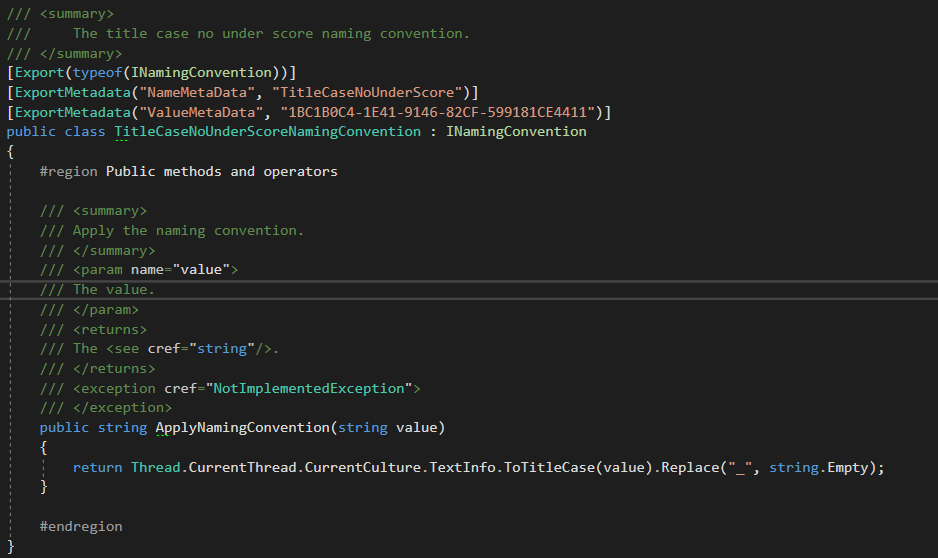 /// <summary>
///     The title case no under score naming convention.
/// </summary>
[Export(typeof(INamingConvention))]
[ExportMetadata("NameMetaData", "TitleCaseNoUnderScore")]
[ExportMetadata("ValueMetaData", "1BC1B0C4-1E41-9146-82CF-599181CE4411")]
public class TitleCaseNoUnderScoreNamingConvention : INamingConvention
{
    #region Public methods and operators

    /// <summary>
    /// Apply the naming convention.
    /// </summary>
    /// <param name="value">
    /// The value.
    /// </param>
    /// <returns>
    /// The <see cref="string"/>.
    /// </returns>
    /// <exception cref="NotImplementedException">
    /// </exception>
    public string ApplyNamingConvention(string value)
    {
        return Thread.CurrentThread.CurrentCulture.TextInfo.ToTitleCase(value).Replace("_", string.Empty);
    }

    #endregion
}